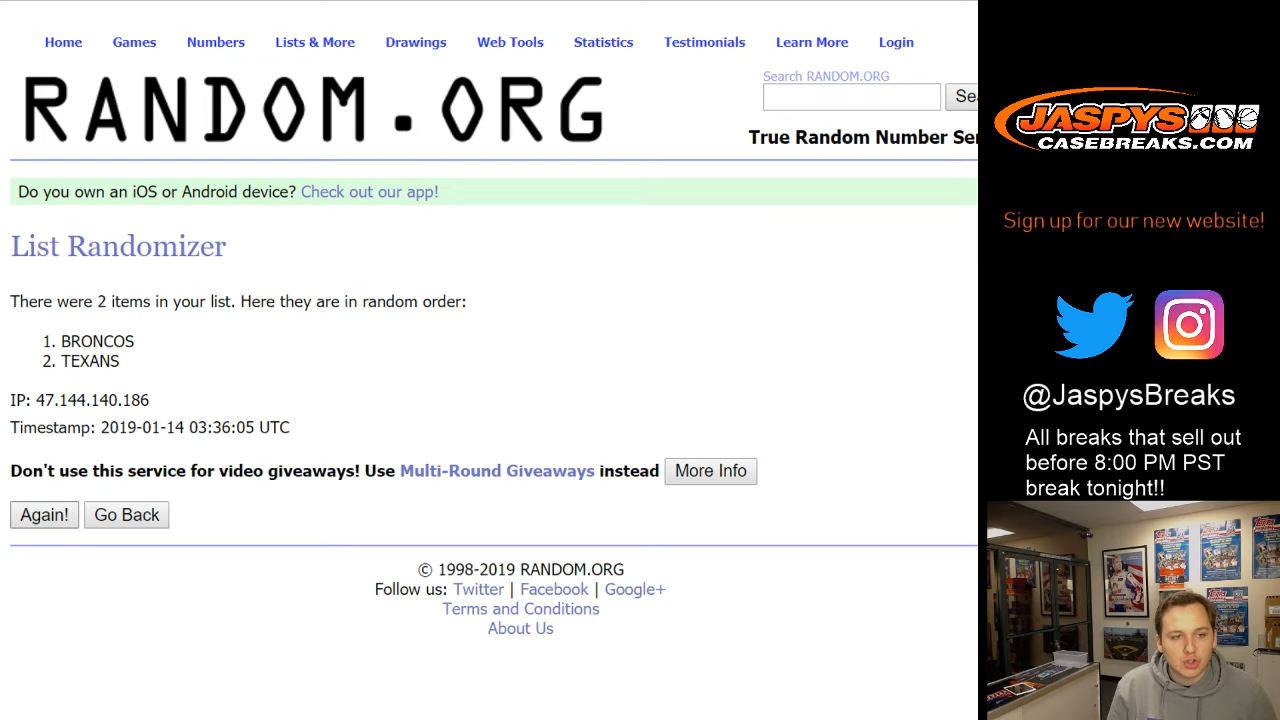 Home Games Numbers Lists & More Drawings Web Tools Statistics Testimonials Learn More Login
RANDOM.ORG
Search RANDOM.ORG
Sea
True Random Number Ser
Do you own an iOS or Android device? Check out our app!
List Randomizer
There were 2 items in your list. Here they are in random order:
1. BRONCOS
2. TEXANS
IP: 47.144.140.186
Timestamp: 2019-01-14 03:36:05 UTC
Don't use this service for video giveaways! Use Multi-Round Giveaways instead More Info
Again! Go Back
© 1998-2019 RANDOM.ORG
Follow us: Twitter | Facebook | Google+
Terms and Conditions
About Us
JASPYS
CASEBREAKS.COM
Sign up for our new website!
@JaspysBreaks
All breaks that sell out
before 8:00 PM PST
break tonight!!